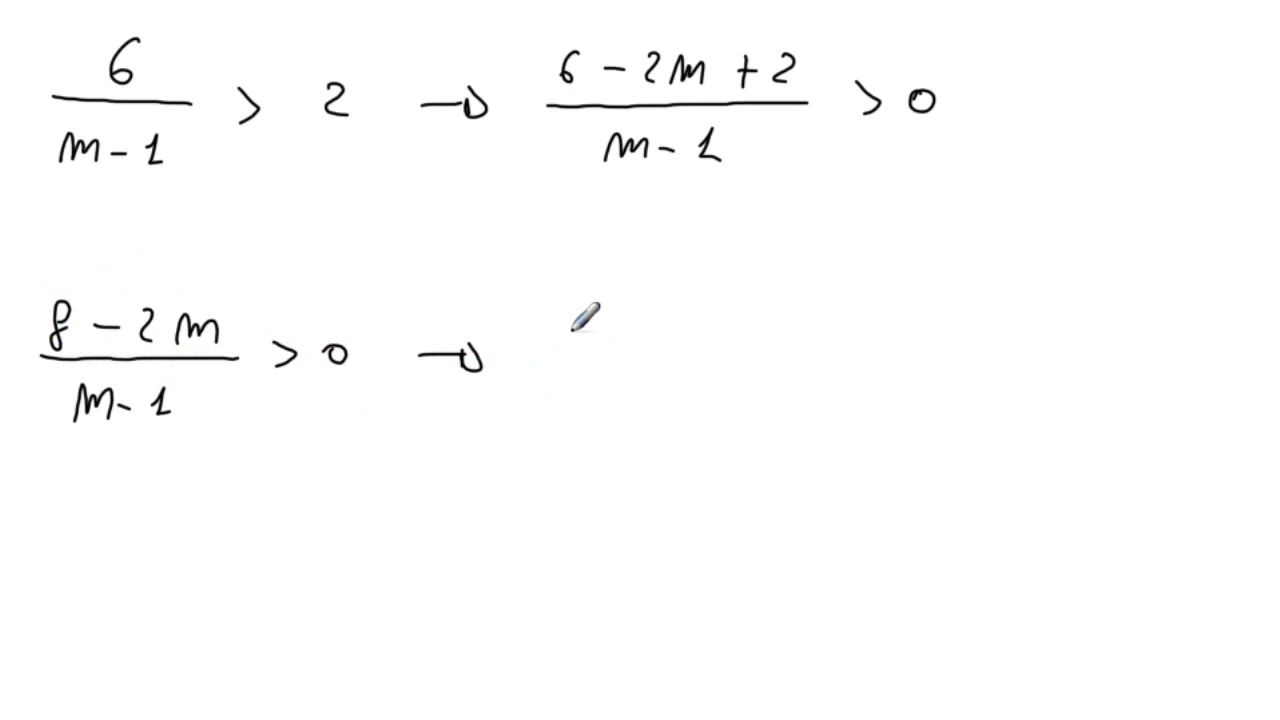 6/(m-1) > 2 → (6 - 2m + 2)/(m-1) > 0
(8 - 2m)/(m-1) > 0 →